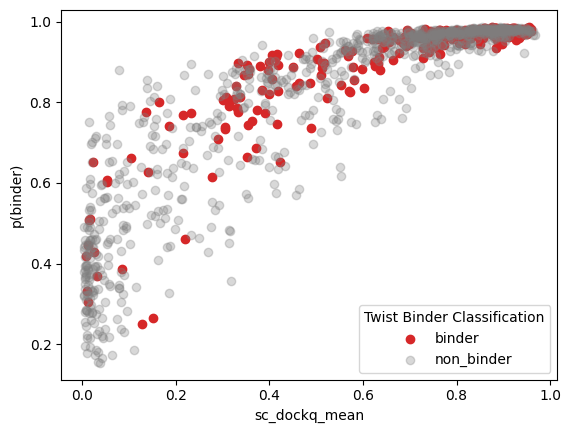 1.0
0.8
0.6
0.4
0.2
p(binder)
Twist Binder Classification
binder
non_binder
0.0 0.2 0.4 0.6 0.8 1.0
sc_dockq_mean